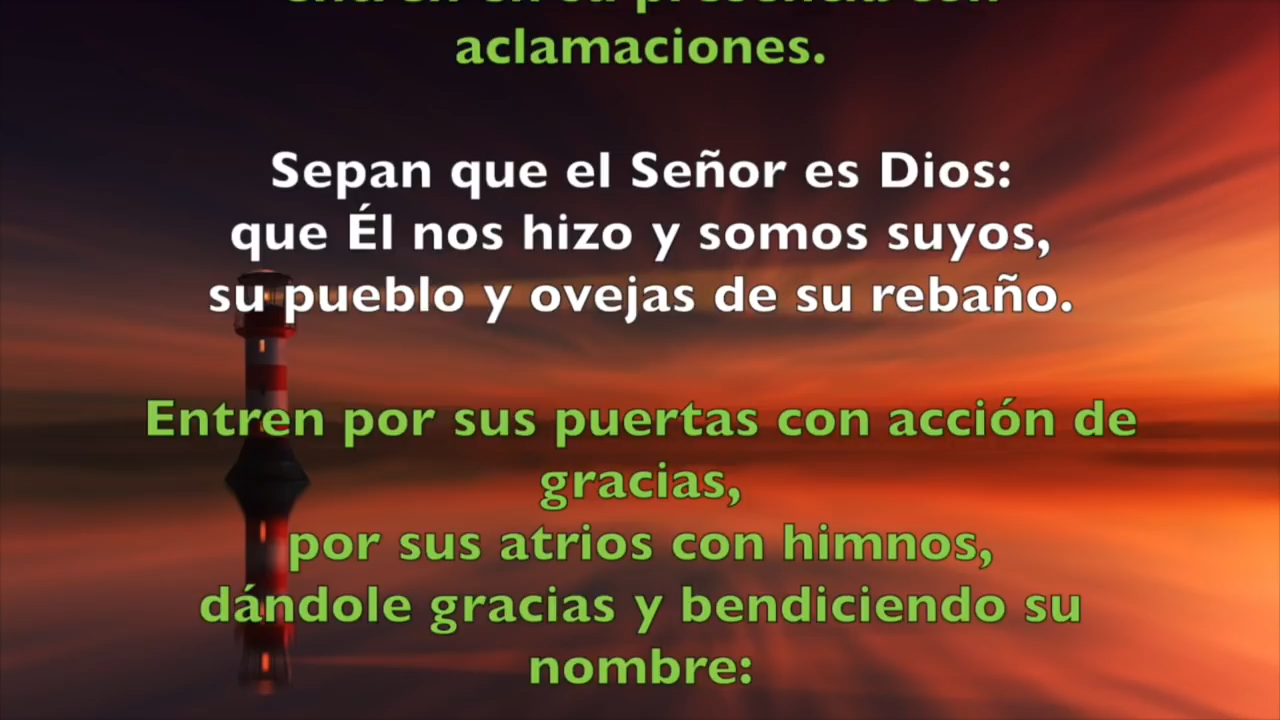 aclamaciones.
Sepan que el Señor es Dios:
que Él nos hizo y somos suyos,
su pueblo y ovejas de su rebaño.
Entren por sus puertas con acción de
gracias,
por sus atrios con himnos,
dándole gracias y bendiciendo su
nombre: